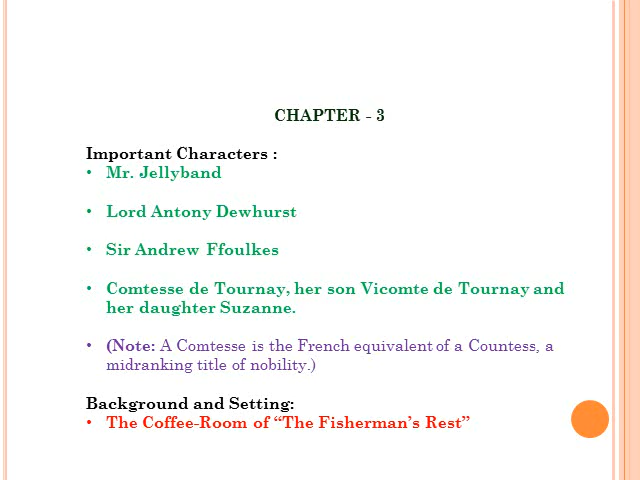 CHAPTER - 3
Important Characters :
• Mr. Jellyband
• Lord Antony Dewhurst
• Sir Andrew Ffoulkes
• Comtesse de Tournay, her son Vicomte de Tournay and
her daughter Suzanne.
• (Note: A Comtesse is the French equivalent of a Countess, a
midranking title of nobility.)
Background and Setting:
• The Coffee-Room of “The Fisherman’s Rest”